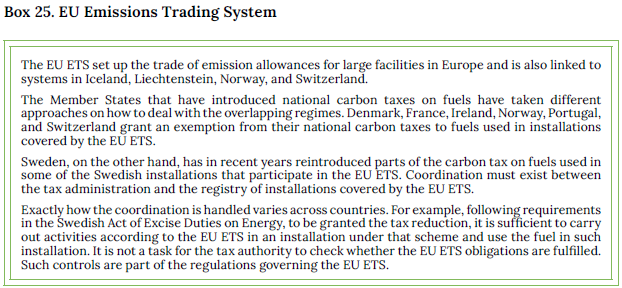 Box 25. EU Emissions Trading System
The EU ETS set up the trade of emission allowances for large facilities in Europe and is also linked to
systems in Iceland, Liechtenstein, Norway, and Switzerland.
The Member States that have introduced national carbon taxes on fuels have taken different
approaches on how to deal with the overlapping regimes. Denmark, France, Ireland, Norway, Portugal,
and Switzerland grant an exemption from their national carbon taxes to fuels used in installations
covered by the EU ETS.
Sweden, on the other hand, has in recent years reintroduced parts of the carbon tax on fuels used in
some of the Swedish installations that participate in the EU ETS. Coordination must exist between
the tax administration and the registry of installations covered by the EU ETS.
Exactly how the coordination is handled varies across countries. For example, following requirements
in the Swedish Act of Excise Duties on Energy, to be granted the tax reduction, it is sufficient to carry
out activities according to the EU ETS in an installation under that scheme and use the fuel in such
installation. It is not a task for the tax authority to check whether the EU ETS obligations are fulfilled.
Such controls are part of the regulations governing the EU ETS.